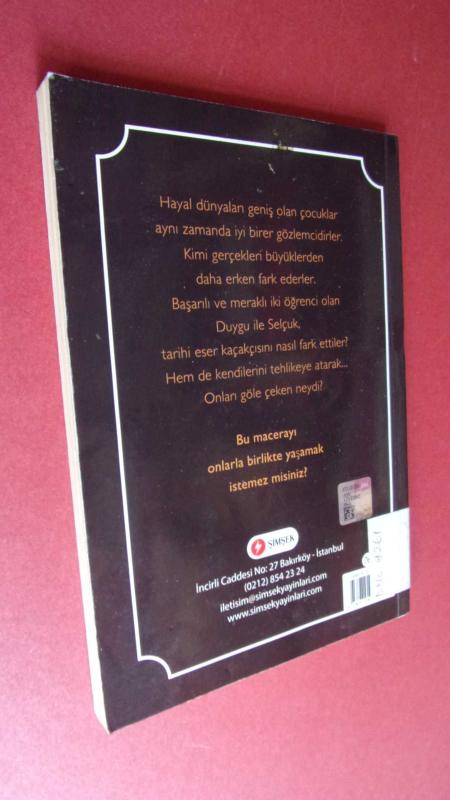 Hayal dünyaları geniş olan çocuklar
aynı zamanda iyi birer gözlemcidirler.
Kimi gerçekleri büyüklerden
daha erken fark ederler.
Başarılı ve meraklı iki öğrenci olan
Duygu ile Selçuk,
tarihi eser kaçakçısını nasıl fark ettiler?
Hem de kendilerini tehlikeye atarak...
Onları göle çeken neydi?
Bu macerayı
onlarla birlikte yaşamak
istemez misiniz?
ŞİMŞEK
İncirli Caddesi No: 27 Bakırköy - İstanbul
(0212) 854 23 24
iletisim@simsekyayinlari.com
www.simsekyayinlari.com